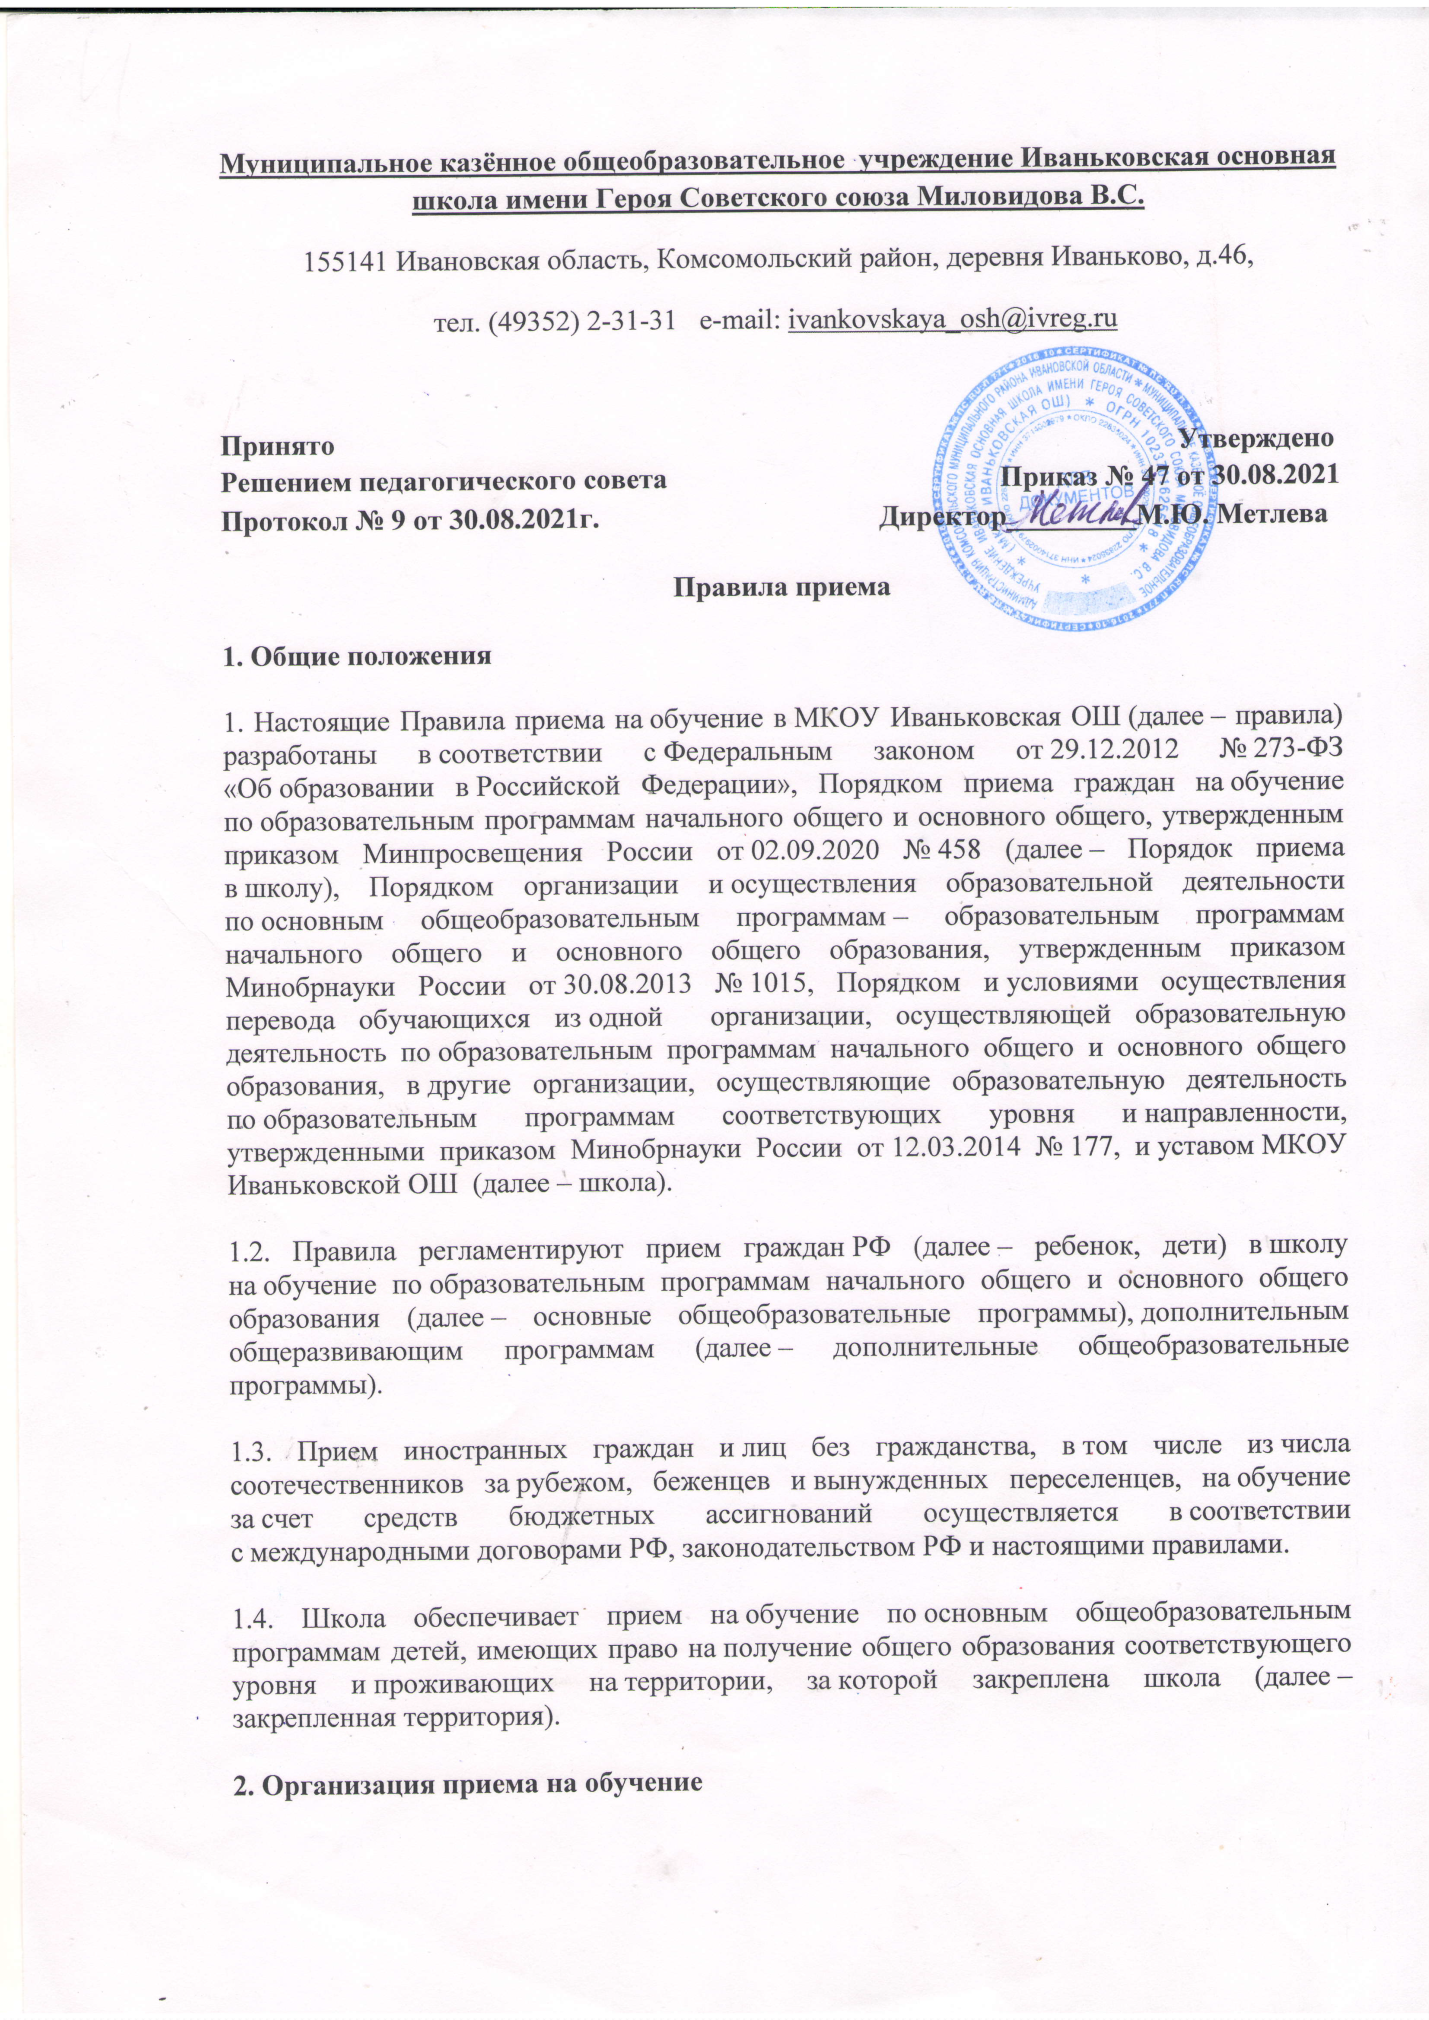 Муниципальное казённое общеобразовательное учреждение Иваньковская основная
школа имени Героя Советского союза Миловидова В.С.
155141 Ивановская область, Комсомольский район, деревня Иваньково, д.46,
тел. (49352) 2-31-31 e-mail: ivankovskaya_osh@ivreg.ru
Принято Утверждено
Решением педагогического совета Приказ № 47 от 30.08.2021
Протокол № 9 от 30.08.2021г. Директор М.Ю. Метлева
ДОКУМЕНТОВ
Правила приема
1. Общие положения
1. Настоящие Правила приема на обучение в МКОУ Иваньковская ОШ (далее – правила)
разработаны в соответствии с Федеральным законом от 29.12.2012 № 273-ФЗ
«Об образовании в Российской Федерации», Порядком приема граждан на обучение
по образовательным программам начального общего и основного общего, утвержденным
приказом Минпросвещения России от 02.09.2020 № 458 (далее – Порядок приема
в школу), Порядком организации и осуществления образовательной деятельности
по основным общеобразовательным программам – образовательным программам
начального общего и основного общего образования, утвержденным приказом
Минобрнауки России от 30.08.2013 № 1015, Порядком и условиями осуществления
перевода обучающихся из одной организации, осуществляющей образовательную
деятельность по образовательным программам начального общего и основного общего
образования, в другие организации, осуществляющие образовательную деятельность
по образовательным программам соответствующих уровня и направленности,
утвержденными приказом Минобрнауки России от 12.03.2014 № 177, и уставом МКОУ
Иваньковской ОШ (далее – школа).
1.2. Правила регламентируют прием граждан РФ (далее – ребенок, дети) в школу
на обучение по образовательным программам начального общего и основного общего
образования (далее – основные общеобразовательные программы), дополнительным
общеразвивающим программам (далее – дополнительные общеобразовательные
программы).
1.3. Прием иностранных граждан и лиц без гражданства, в том числе из числа
соотечественников за рубежом, беженцев и вынужденных переселенцев, на обучение
за счет средств бюджетных ассигнований осуществляется в соответствии
с международными договорами РФ, законодательством РФ и настоящими правилами.
1.4. Школа обеспечивает прием на обучение по основным общеобразовательным
программам детей, имеющих право на получение общего образования соответствующего
уровня и проживающих на территории, за которой закреплена школа (далее –
закрепленная территория).
2. Организация приема на обучение